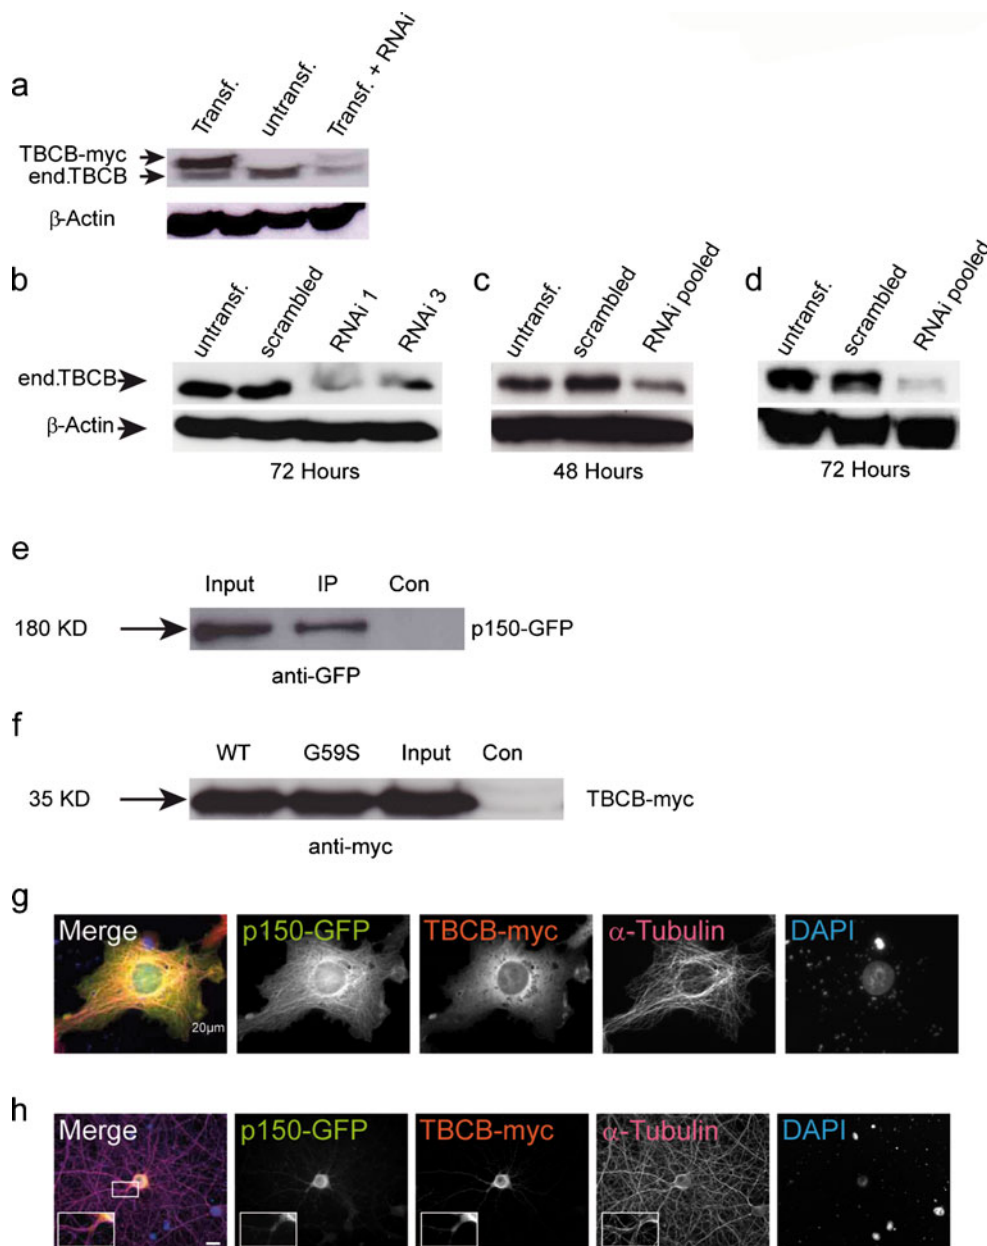 a
Transf.
untransf.
Transf. + RNAi
TBCB-myc
end.TBCB
β-Actin
b
untransf.
scrambled
RNAi 1
RNAi 3
c
untransf.
scrambled
RNAi pooled
d
untransf.
scrambled
RNAi pooled
end.TBCB
β-Actin
72 Hours
48 Hours
72 Hours
e
Input IP Con
180 KD
p150-GFP
anti-GFP
f
WT G59S Input Con
35 KD
TBCB-myc
anti-myc
g
Merge
p150-GFP
TBCB-myc
α-Tubulin
DAPI
20µm
h
Merge
p150-GFP
TBCB-myc
α-Tubulin
DAPI